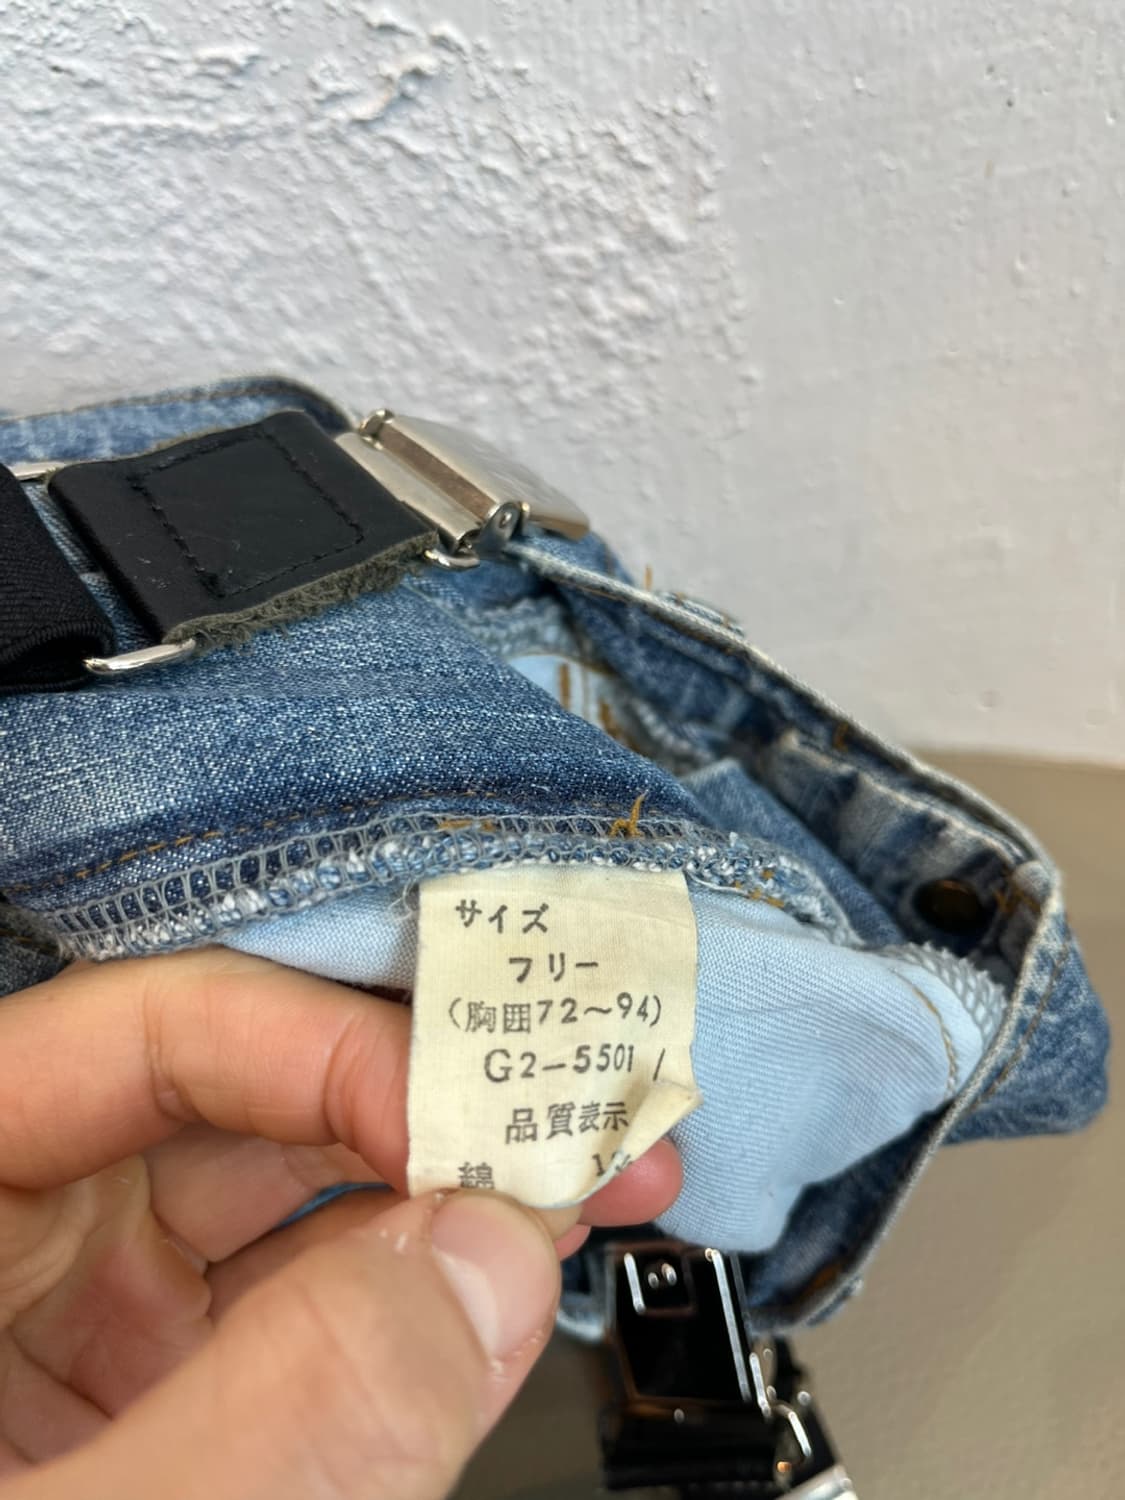 サイズ
フリー
(胸囲72〜94)
G2-5501 /
品質表示
綿